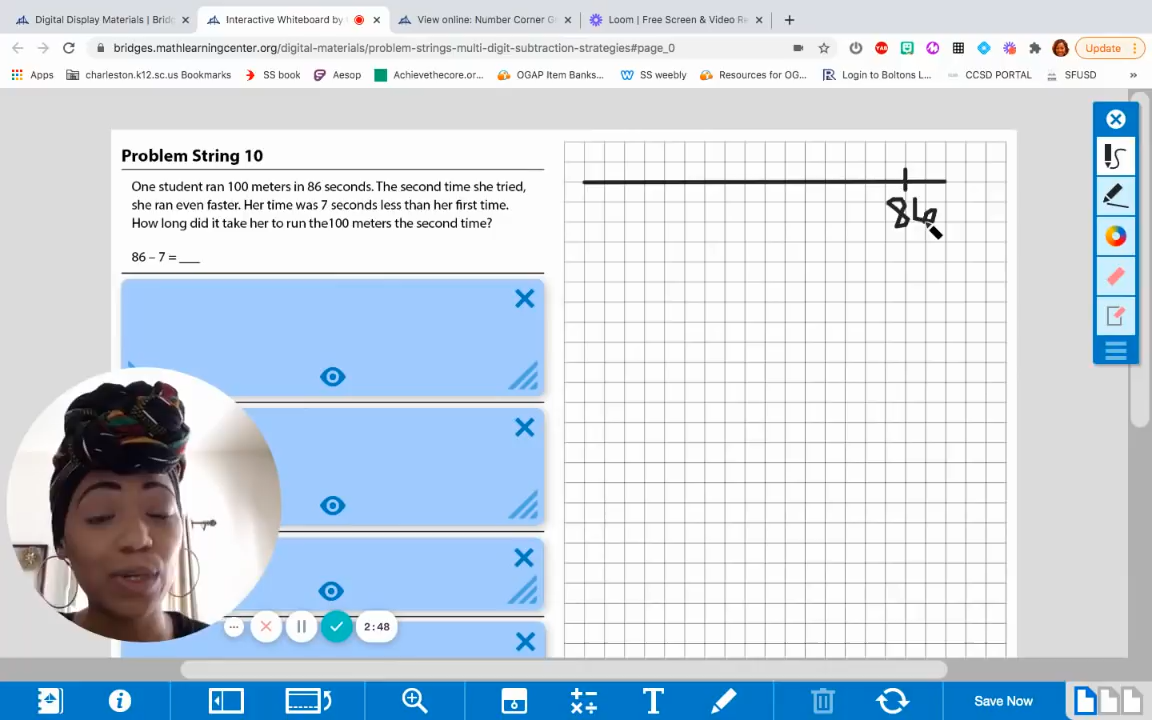 Digital Display Materials | Bridg
Interactive Whiteboard by
View online: Number Corner G
Loom | Free Screen & Video Re
bridges.mathlearningcenter.org/digital-materials/problem-strings-multi-digit-subtraction-strategies#page_0
Update
Apps
charleston.k12.sc.us Bookmarks
SS book
Aesop
Achievethecore.or...
OGAP Item Banks...
SS weekly
Resources for OG...
Login to Boltons L...
CCSD PORTAL
SFUSD
»
Problem String 10
One student ran 100 meters in 86 seconds. The second time she tried,
she ran even faster. Her time was 7 seconds less than her first time.
How long did it take her to run the100 meters the second time?
86 – 7 = ___
86
2:48
Save Now